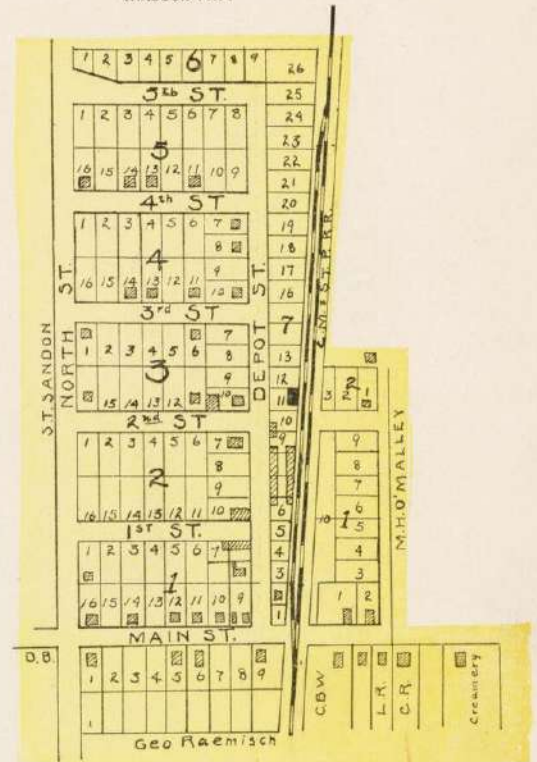 1 2 3 4 5 6 7 8 9 26
5th ST.
25
1 2 3 4 5 6 7 8
5
16 15 14 13 12 11 10 9
24
23
22
21
20
4th ST
1 2 3 4 5 6 7
8
4
9
16 15 14 13 12 11 10
19
18
17
16
3rd ST
1 2 3 4 5 6 7
8
3
9
15 14 13 12 10
7
13
12
11
10
9
2nd ST
1 2 3 4 5 6 7
8
2
9
16 15 14 13 12 11 10
6
5
4
3
1
1ST ST.
1 2 3 4 5 6 7
1
16 15 14 13 12 11 10 9
MAIN ST.
ST. SANDON
NORTH ST.
DEPOT ST.
C.M. & ST. P. R.R.
3 2 1
9
8
7
6
10 1 5
4
3
1 2
M.H. O'MALLEY
1 2 3 4 5 6 7 8 9
1
Geo Raemisch
C.B.W
L.R.
C.R.
Creamery